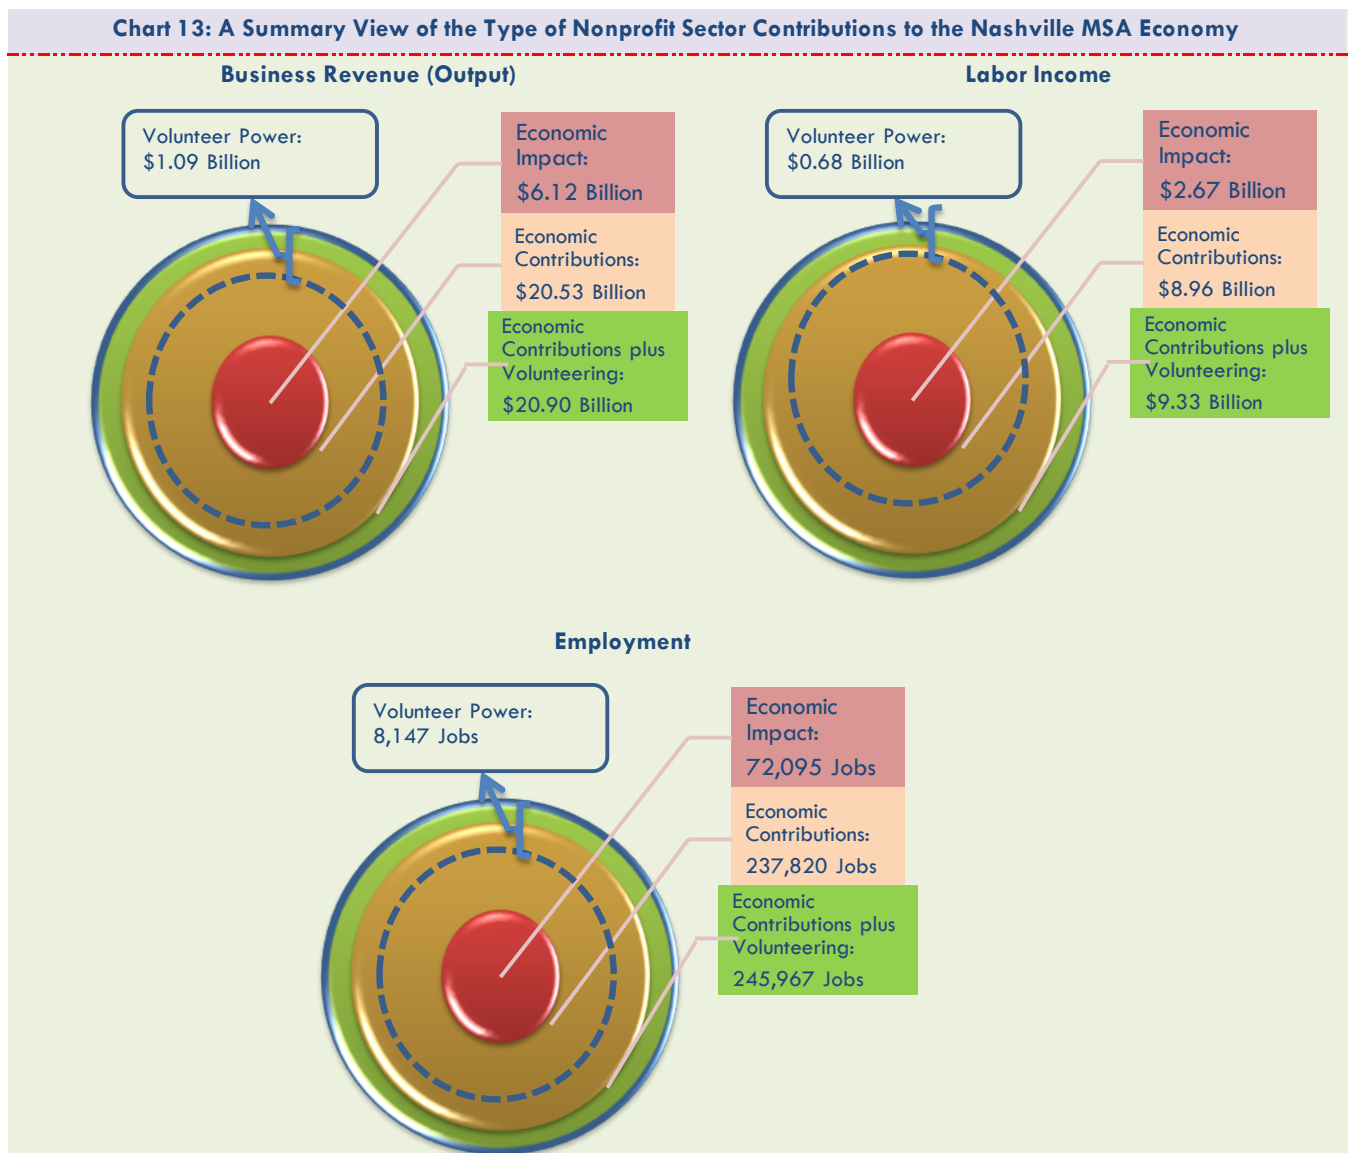 Chart 13: A Summary View of the Type of Nonprofit Sector Contributions to the Nashville MSA Economy
Business Revenue (Output)
Volunteer Power:
$1.09 Billion
Economic
Impact:
$6.12 Billion
Economic
Contributions:
$20.53 Billion
Economic
Contributions plus
Volunteering:
$20.90 Billion
Labor Income
Volunteer Power:
$0.68 Billion
Economic
Impact:
$2.67 Billion
Economic
Contributions:
$8.96 Billion
Economic
Contributions plus
Volunteering:
$9.33 Billion
Employment
Volunteer Power:
8,147 Jobs
Economic
Impact:
72,095 Jobs
Economic
Contributions:
237,820 Jobs
Economic
Contributions plus
Volunteering:
245,967 Jobs